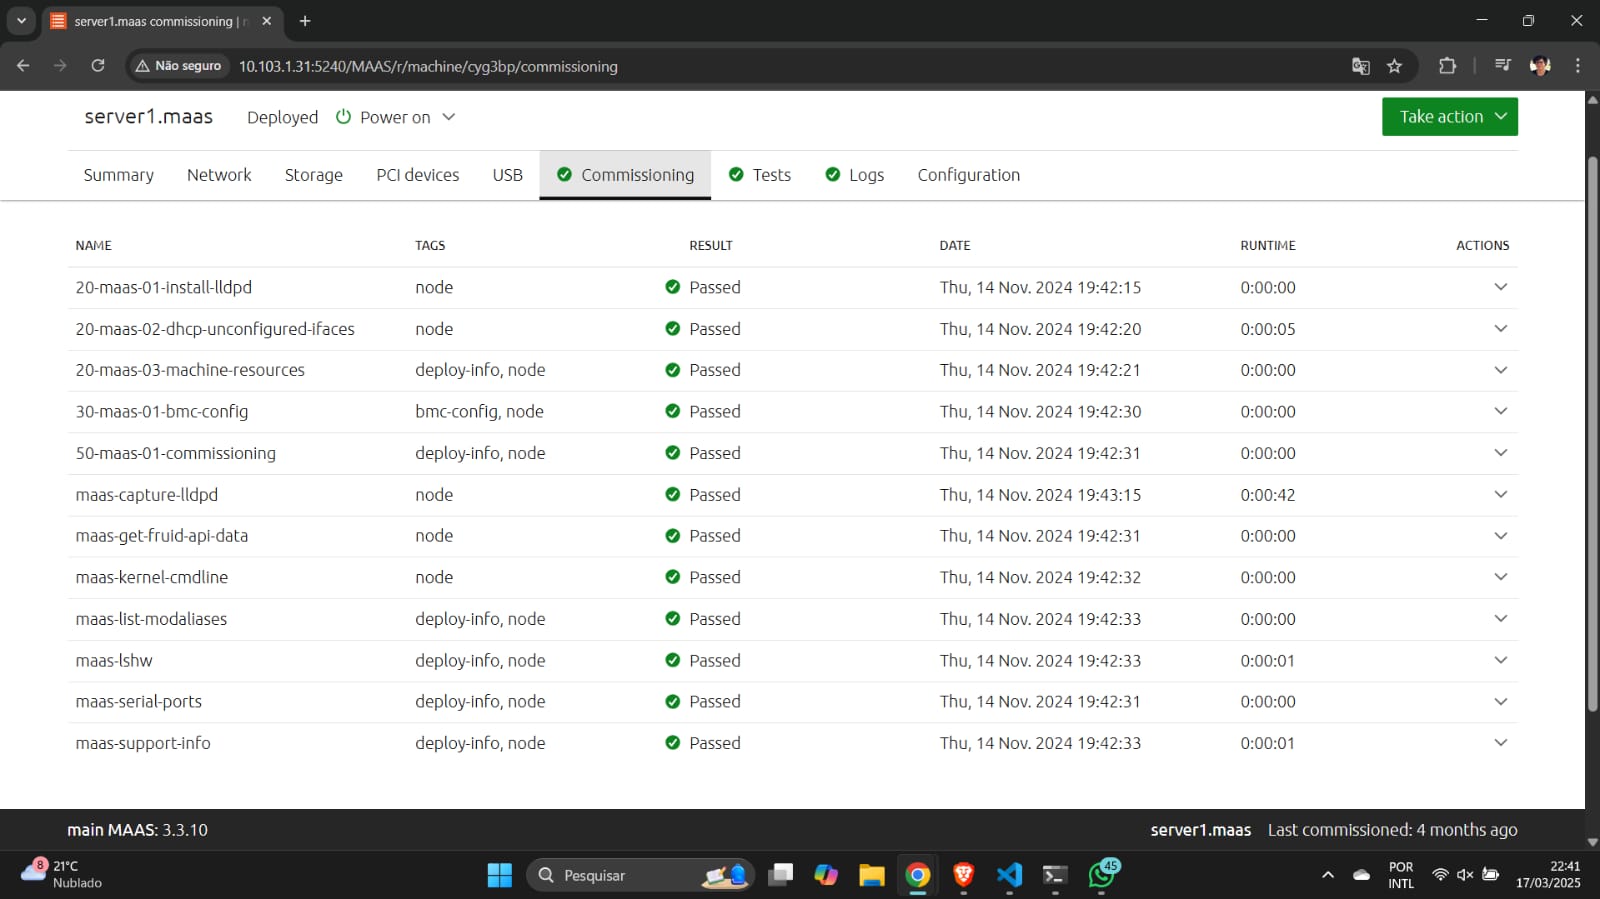 server1.maas commissioning | n
Não seguro
10.103.1.31:5240/MAAS/r/machine/cyg3bp/commissioning
server1.maas Deployed Power on Take action
Summary Network Storage PCI devices USB Commissioning Tests Logs Configuration
NAME TAGS RESULT DATE RUNTIME ACTIONS
20-maas-01-install-lldpd node Passed Thu, 14 Nov. 2024 19:42:15 0:00:00
20-maas-02-dhcp-unconfigured-ifaces node Passed Thu, 14 Nov. 2024 19:42:20 0:00:05
20-maas-03-machine-resources deploy-info, node Passed Thu, 14 Nov. 2024 19:42:21 0:00:00
30-maas-01-bmc-config bmc-config, node Passed Thu, 14 Nov. 2024 19:42:30 0:00:00
50-maas-01-commissioning deploy-info, node Passed Thu, 14 Nov. 2024 19:42:31 0:00:00
maas-capture-lldpd node Passed Thu, 14 Nov. 2024 19:43:15 0:00:42
maas-get-fruid-api-data node Passed Thu, 14 Nov. 2024 19:42:31 0:00:00
maas-kernel-cmdline node Passed Thu, 14 Nov. 2024 19:42:32 0:00:00
maas-list-modaliases deploy-info, node Passed Thu, 14 Nov. 2024 19:42:33 0:00:00
maas-lshw deploy-info, node Passed Thu, 14 Nov. 2024 19:42:33 0:00:01
maas-serial-ports deploy-info, node Passed Thu, 14 Nov. 2024 19:42:31 0:00:00
maas-support-info deploy-info, node Passed Thu, 14 Nov. 2024 19:42:33 0:00:01
main MAAS: 3.3.10 server1.maas Last commissioned: 4 months ago
8 21°C
Nublado
Pesquisar
45
POR
INTL
22:41
17/03/2025